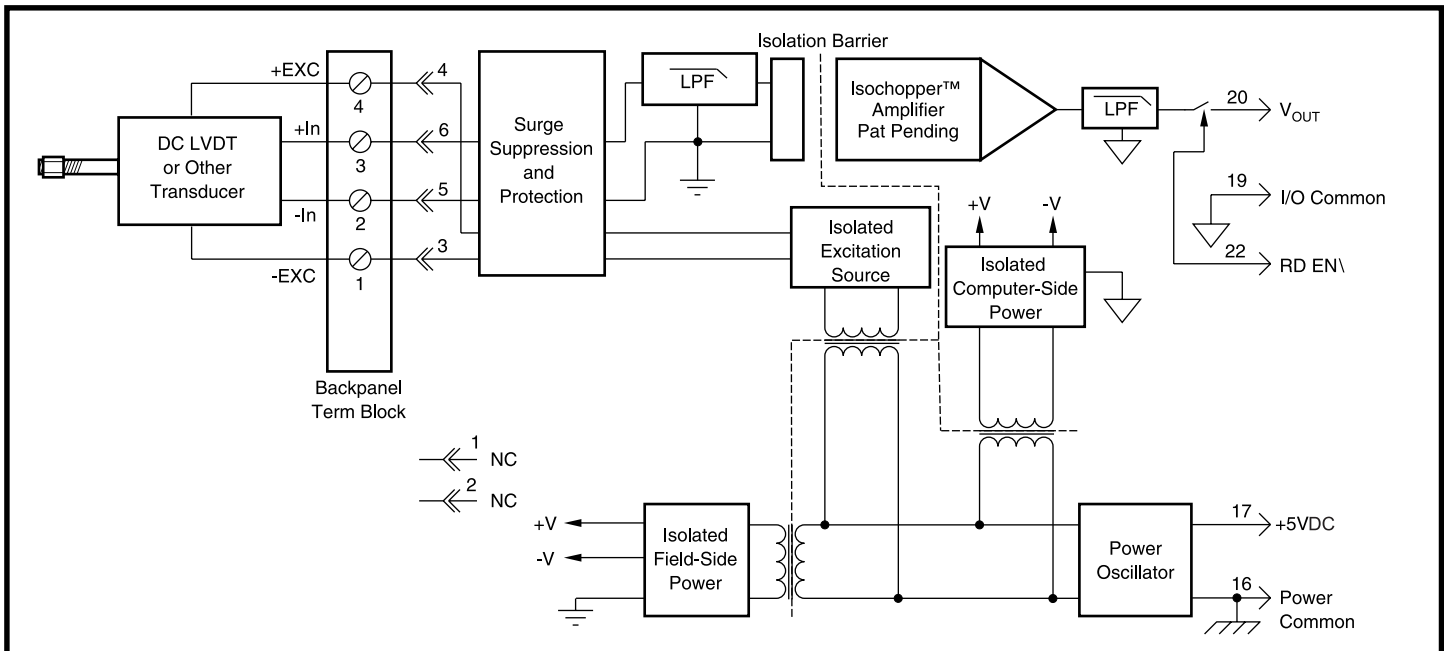 Isolation Barrier
+EXC
4
4
LPF
+In
3
6
-In
2
5
-EXC
1
3
DC LVDT
or Other
Transducer
Surge
Suppression
and
Protection
Isochopper™
Amplifier
Pat Pending
LPF
20
VOUT
19
I/O Common
22
RD EN\
Isolated
Excitation
Source
+V
-V
Isolated
Computer-Side
Power
Backpanel
Term Block
1
NC
2
NC
+V
-V
Isolated
Field-Side
Power
Power
Oscillator
17
+5VDC
16
Power
Common